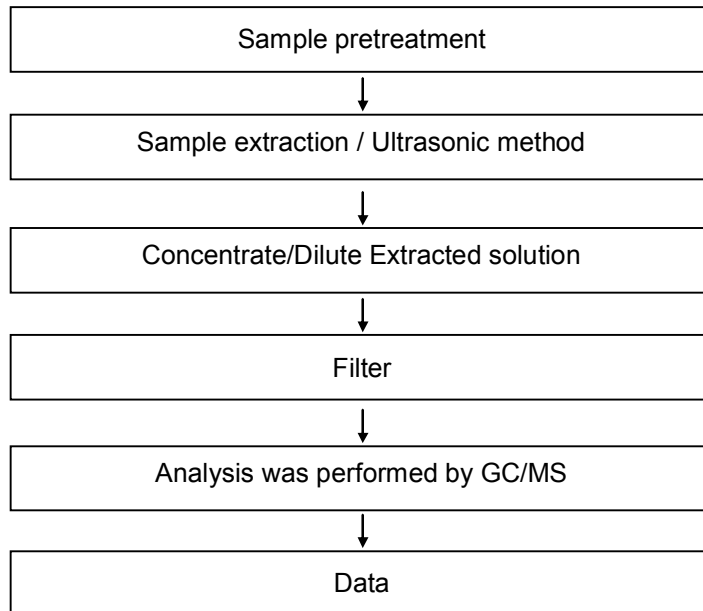 Sample pretreatment
Sample extraction / Ultrasonic method
Concentrate/Dilute Extracted solution
Filter
Analysis was performed by GC/MS
Data